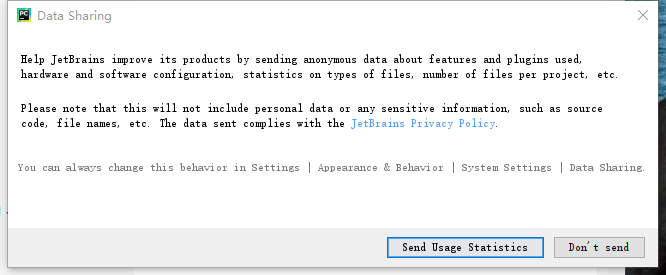 PC
Data Sharing
Help JetBrains improve its products by sending anonymous data about features and plugins used,
hardware and software configuration, statistics on types of files, number of files per project, etc.
Please note that this will not include personal data or any sensitive information, such as source
code, file names, etc. The data sent complies with the JetBrains Privacy Policy.
You can always change this behavior in Settings | Appearance & Behavior | System Settings | Data Sharing.
Send Usage Statistics
Don't send